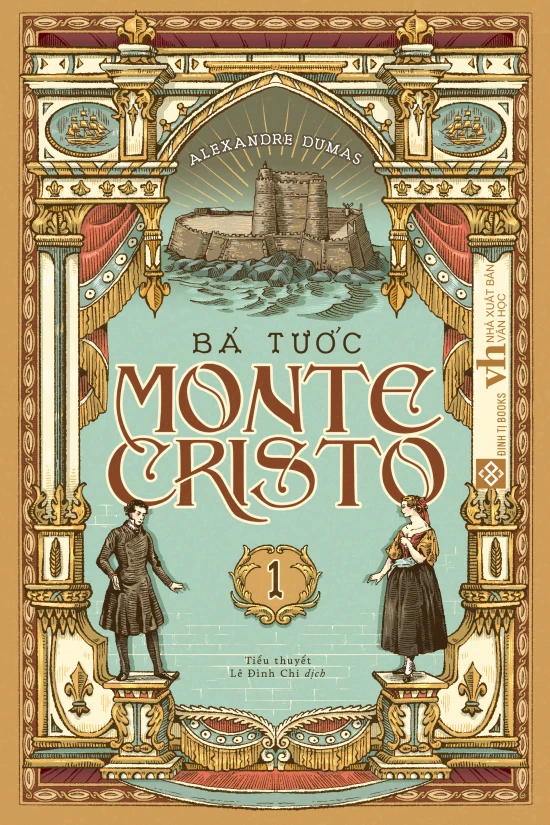 ALEXANDRE DUMAS
BÁ TƯỚC
MONTE
CRISTO
1
Tiểu thuyết
Lê Đình Chi dịch
ĐINH TỊ BOOKS
vh
NHÀ XUẤT BẢN
VĂN HỌC